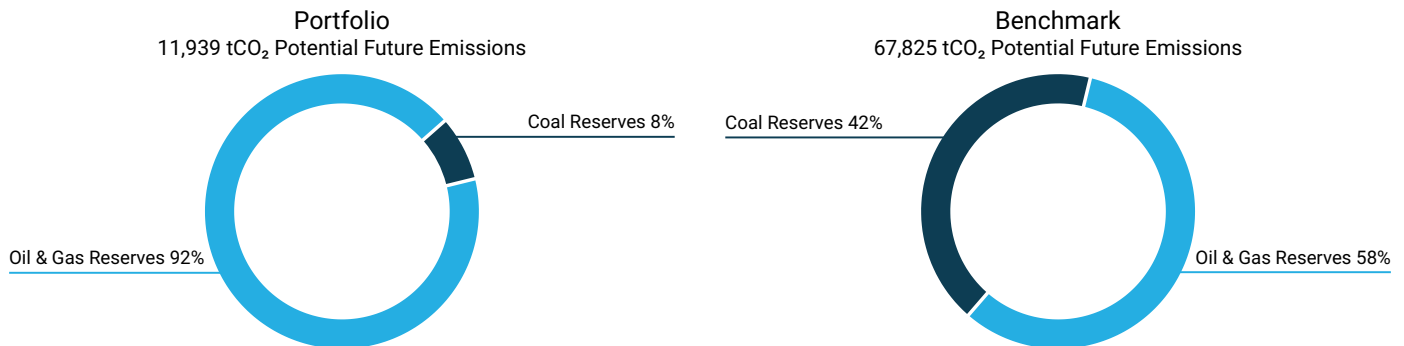 Portfolio
11,939 tCO₂ Potential Future Emissions
Coal Reserves 8%
Oil & Gas Reserves 92%
Benchmark
67,825 tCO₂ Potential Future Emissions
Coal Reserves 42%
Oil & Gas Reserves 58%